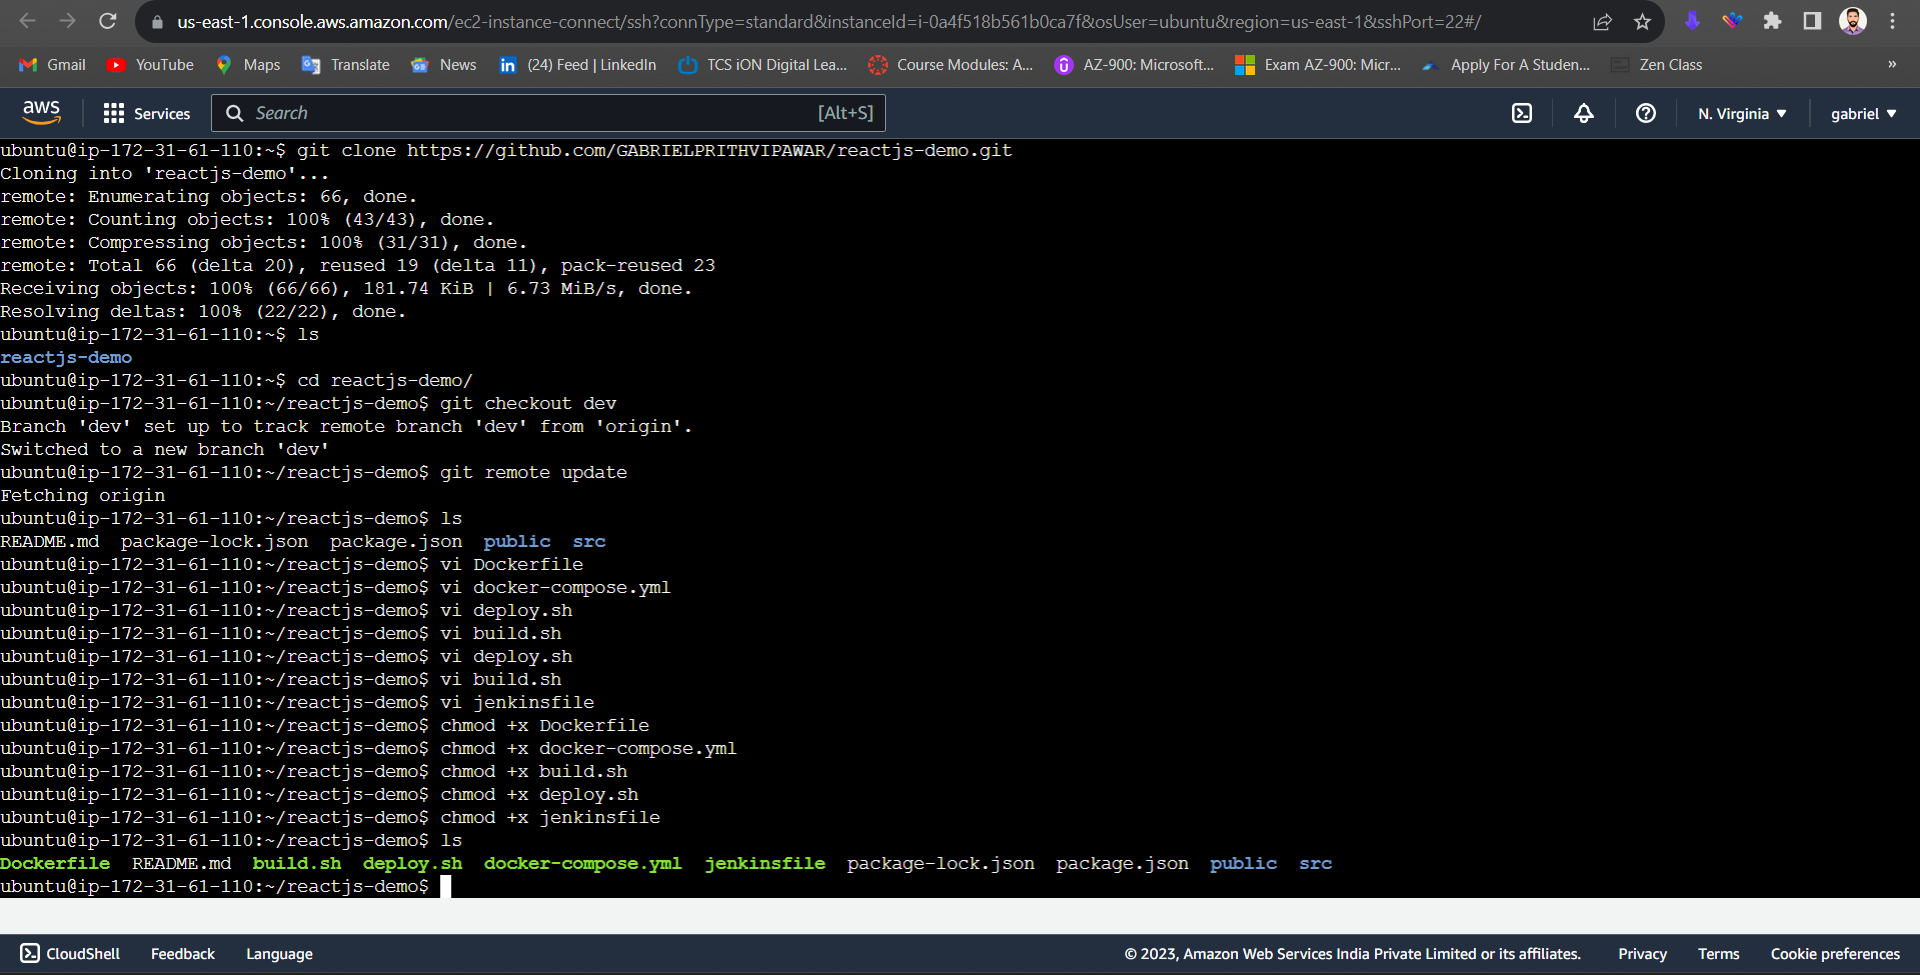 us-east-1.console.aws.amazon.com/ec2-instance-connect/ssh?connType=standard&instanceId=i-0a4f518b561b0ca7f&osUser=ubuntu&region=us-east-1&sshPort=22#/
Gmail YouTube Maps Translate News (24) Feed | LinkedIn TCS iON Digital Lea... Course Modules: A... AZ-900: Microsoft... Exam AZ-900: Micr... Apply For A Studen... Zen Class »
aws Services Search [Alt+S] N. Virginia gabriel
ubuntu@ip-172-31-61-110:~$ git clone https://github.com/GABRIELPRITHVIPAWAR/reactjs-demo.git
Cloning into 'reactjs-demo'...
remote: Enumerating objects: 66, done.
remote: Counting objects: 100% (43/43), done.
remote: Compressing objects: 100% (31/31), done.
remote: Total 66 (delta 20), reused 19 (delta 11), pack-reused 23
Receiving objects: 100% (66/66), 181.74 KiB | 6.73 MiB/s, done.
Resolving deltas: 100% (22/22), done.
ubuntu@ip-172-31-61-110:~$ ls
reactjs-demo
ubuntu@ip-172-31-61-110:~$ cd reactjs-demo/
ubuntu@ip-172-31-61-110:~/reactjs-demo$ git checkout dev
Branch 'dev' set up to track remote branch 'dev' from 'origin'.
Switched to a new branch 'dev'
ubuntu@ip-172-31-61-110:~/reactjs-demo$ git remote update
Fetching origin
ubuntu@ip-172-31-61-110:~/reactjs-demo$ ls
README.md package-lock.json package.json public src
ubuntu@ip-172-31-61-110:~/reactjs-demo$ vi Dockerfile
ubuntu@ip-172-31-61-110:~/reactjs-demo$ vi docker-compose.yml
ubuntu@ip-172-31-61-110:~/reactjs-demo$ vi deploy.sh
ubuntu@ip-172-31-61-110:~/reactjs-demo$ vi build.sh
ubuntu@ip-172-31-61-110:~/reactjs-demo$ vi deploy.sh
ubuntu@ip-172-31-61-110:~/reactjs-demo$ vi build.sh
ubuntu@ip-172-31-61-110:~/reactjs-demo$ vi jenkinsfile
ubuntu@ip-172-31-61-110:~/reactjs-demo$ chmod +x Dockerfile
ubuntu@ip-172-31-61-110:~/reactjs-demo$ chmod +x docker-compose.yml
ubuntu@ip-172-31-61-110:~/reactjs-demo$ chmod +x build.sh
ubuntu@ip-172-31-61-110:~/reactjs-demo$ chmod +x deploy.sh
ubuntu@ip-172-31-61-110:~/reactjs-demo$ chmod +x jenkinsfile
ubuntu@ip-172-31-61-110:~/reactjs-demo$ ls
Dockerfile README.md build.sh deploy.sh docker-compose.yml jenkinsfile package-lock.json package.json public src
ubuntu@ip-172-31-61-110:~/reactjs-demo$
CloudShell Feedback Language © 2023, Amazon Web Services India Private Limited or its affiliates. Privacy Terms Cookie preferences